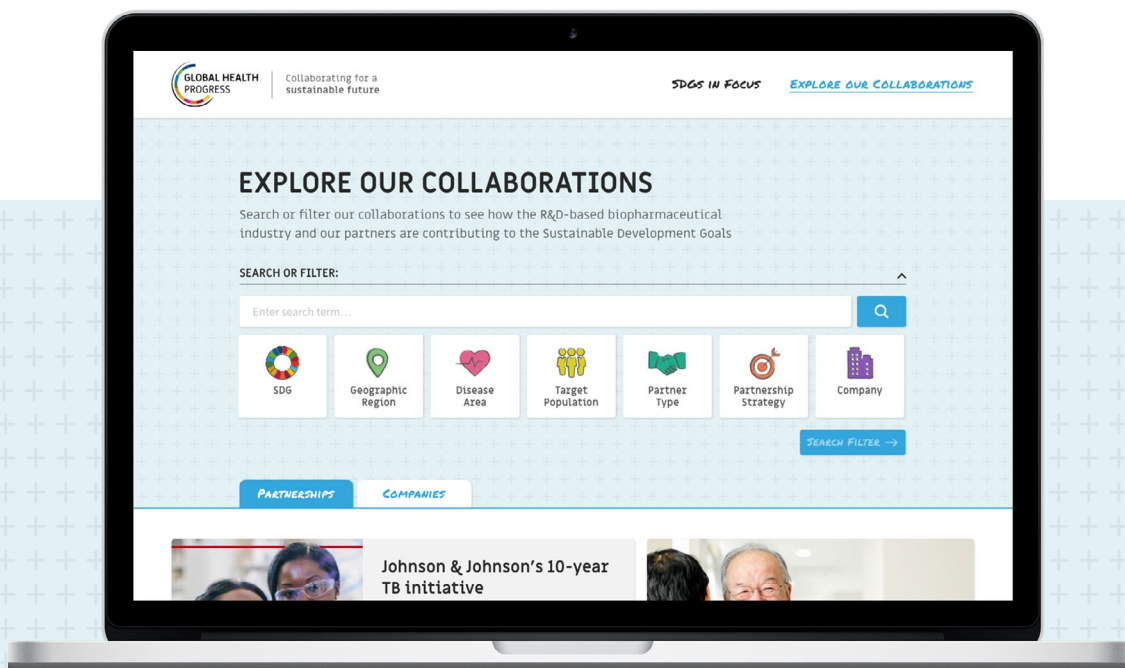 GLOBAL HEALTH
PROGRESS
Collaborating for a
sustainable future
SDGs in Focus
Explore our Collaborations
EXPLORE OUR COLLABORATIONS
Search or filter our collaborations to see how the R&D-based biopharmaceutical
industry and our partners are contributing to the Sustainable Development Goals
SEARCH OR FILTER:
Enter search term...
SDG
Geographic
Region
Disease
Area
Target
Population
Partner
Type
Partnership
Strategy
Company
Search Filter →
Partnerships
Companies
Johnson & Johnson's 10-year
TB initiative